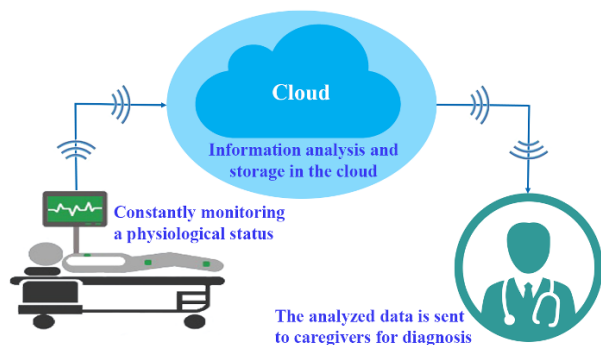 Cloud
Information analysis and
storage in the cloud
Constantly monitoring
a physiological status
The analyzed data is sent
to caregivers for diagnosis